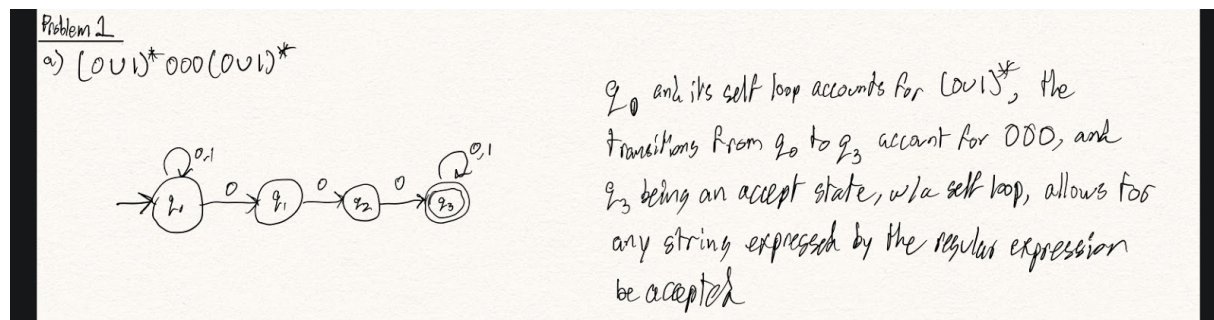 Problem 1
a) (0∪1)*000(0∪1)*
q₀ and its self loop accounts for (0∪1)*, the
transitions from q₀ to q₃ account for 000, and
q₃ being an accept state, w/a self loop, allows for
any string expressed by the regular expression
be accepted
0,1
0,1
0
0
0
q₀
q₁
q₂
q₃